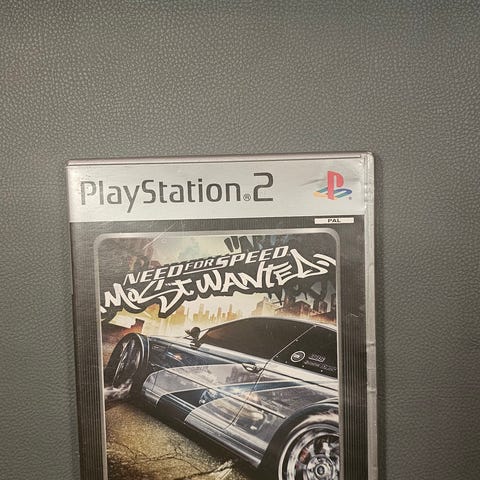 PlayStation®2
PAL
NEED FOR SPEED
MOST WANTED